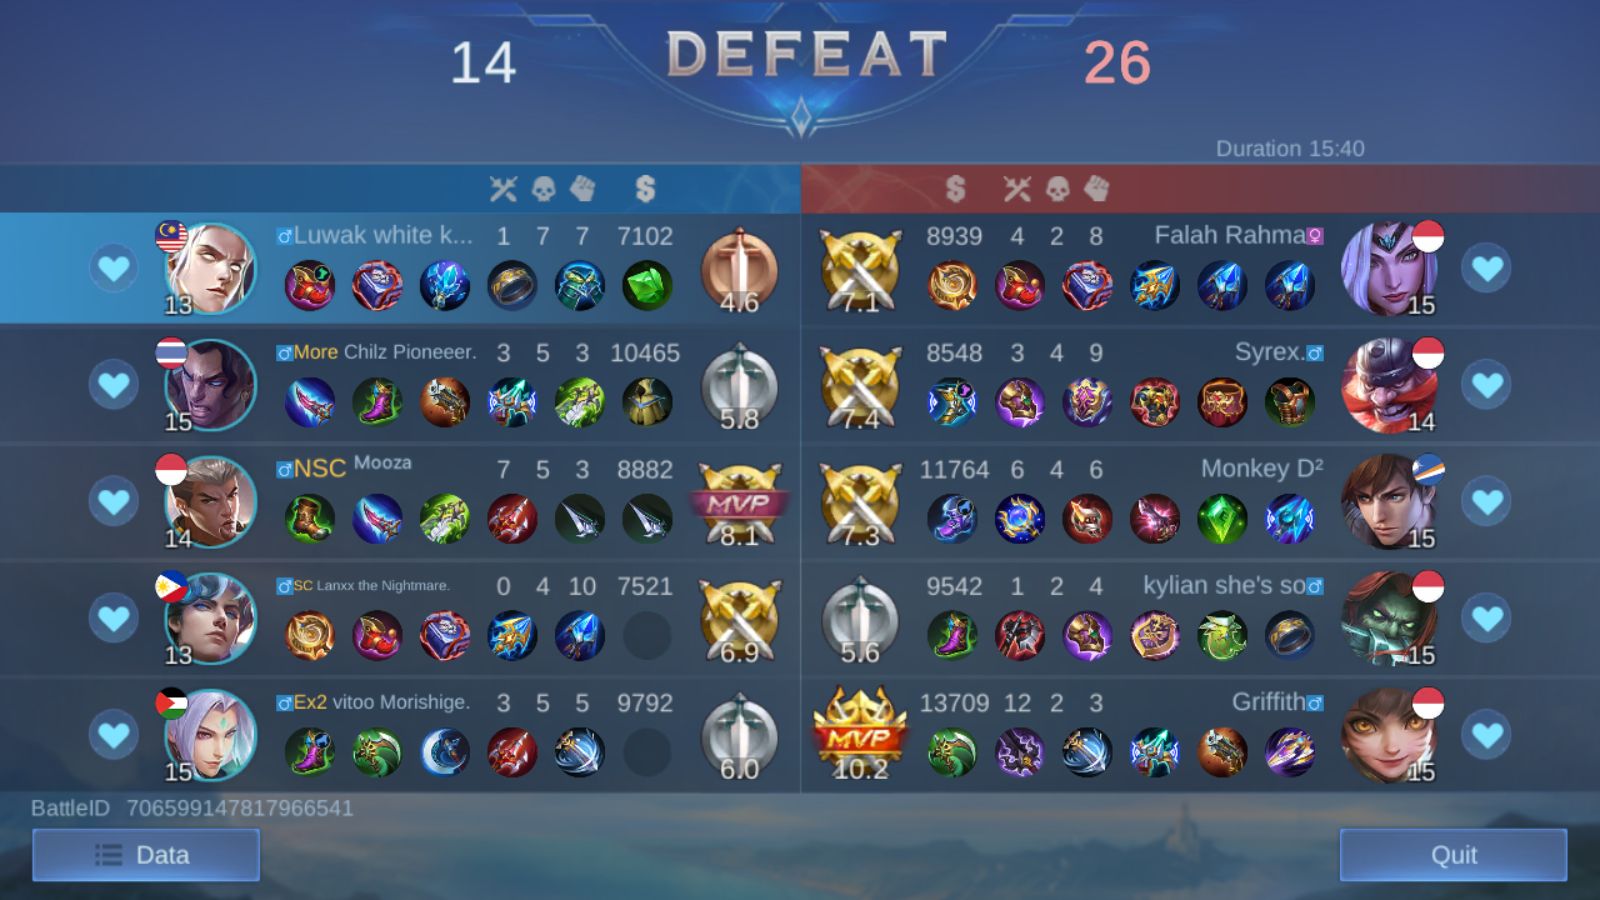 14 DEFEAT 26
Duration 15:40
Luwak white k... 1 7 7 7102
13 4.6
8939 4 2 8 Falah Rahma
7.1 15
More Chilz Pioneeer. 3 5 3 10465
15 5.8
8548 3 4 9 Syrex.
7.4 14
NSC Mooza 7 5 3 8882
MVP
14 8.1
11764 6 4 6 Monkey D²
7.3 15
SC Lanxx the Nightmare. 0 4 10 7521
13 6.9
9542 1 2 4 kylian she's so
5.6 15
Ex2 vitoo Morishige. 3 5 5 9792
15 6.0
13709 12 2 3 Griffith
MVP
10.2 15
BattleID 706599147817966541
Data
Quit